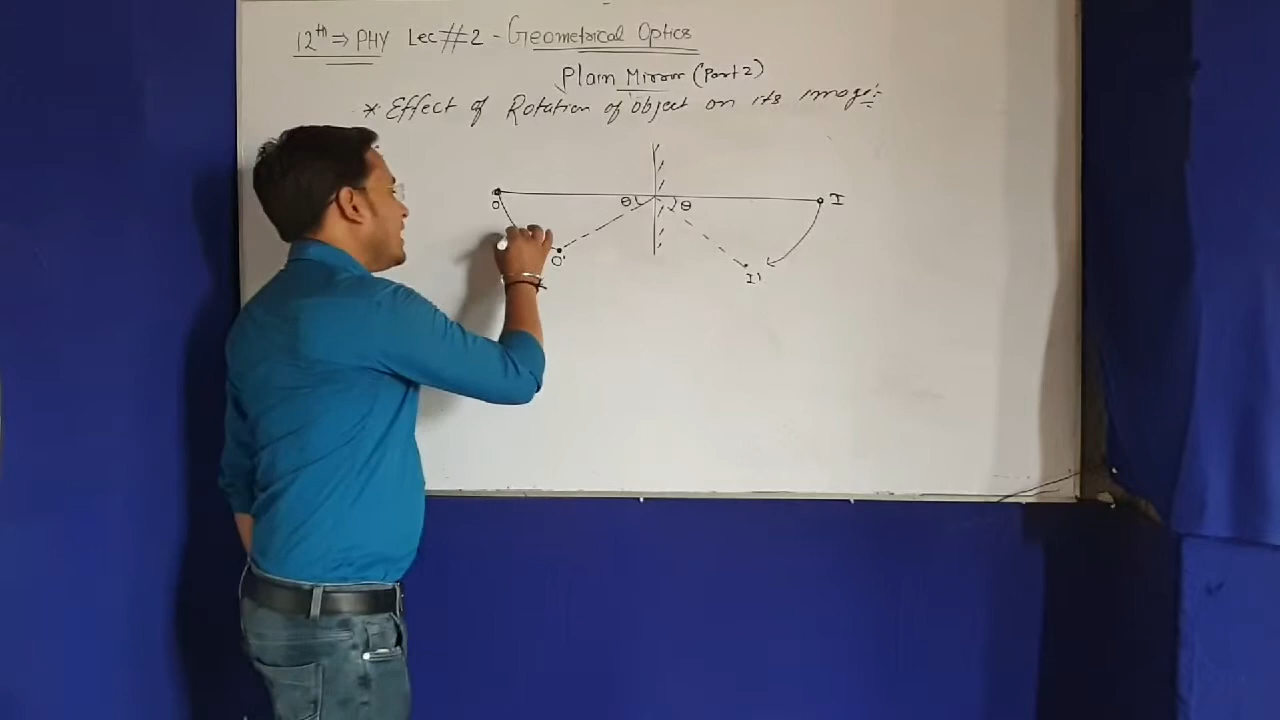 12th ⇒ PHY Lec#2 - Geometrical Optics
Plain Mirror (Part 2)
* Effect of Rotation of object on its image:-
O θ θ I
O' I'